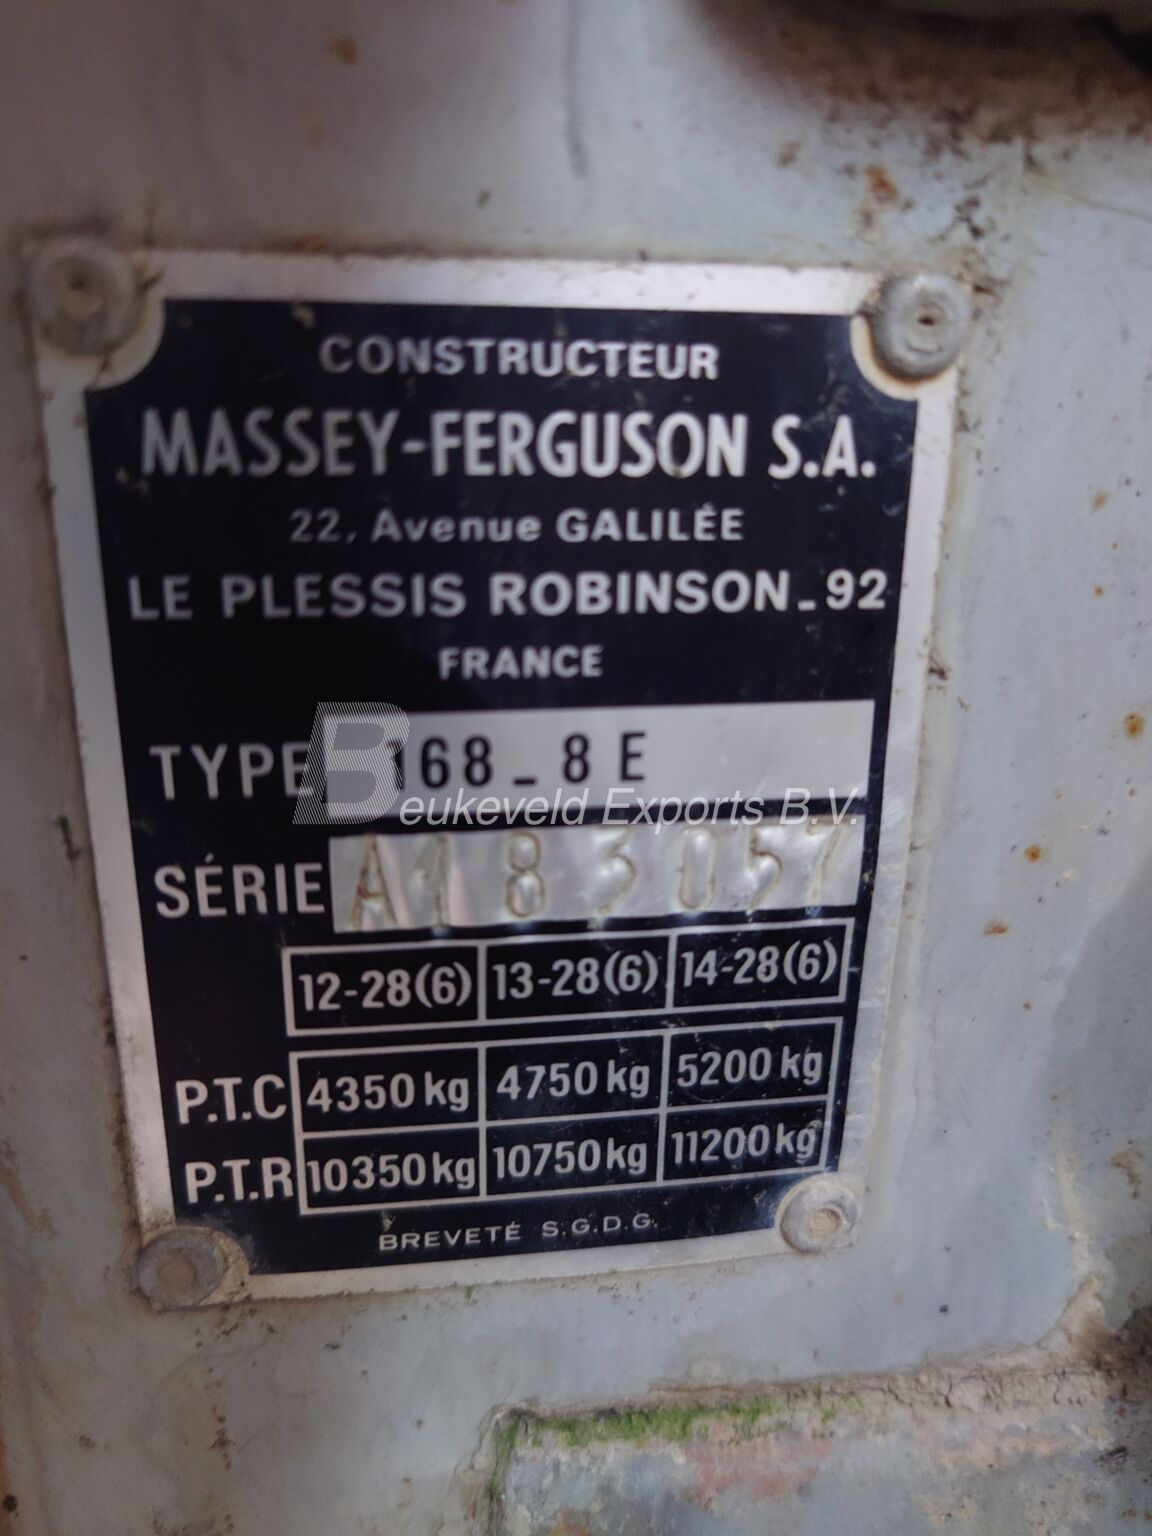 CONSTRUCTEUR
MASSEY-FERGUSON S.A.
22, Avenue GALILÉE
LE PLESSIS ROBINSON_92
FRANCE
TYPE 168_8E
Beukeveld Exports B.V.
SÉRIE A183057
12-28(6) 13-28(6) 14-28(6)
P.T.C 4350 kg 4750 kg 5200 kg
P.T.R 10350 kg 10750 kg 11200 kg
BREVETÉ S.G.D.G.